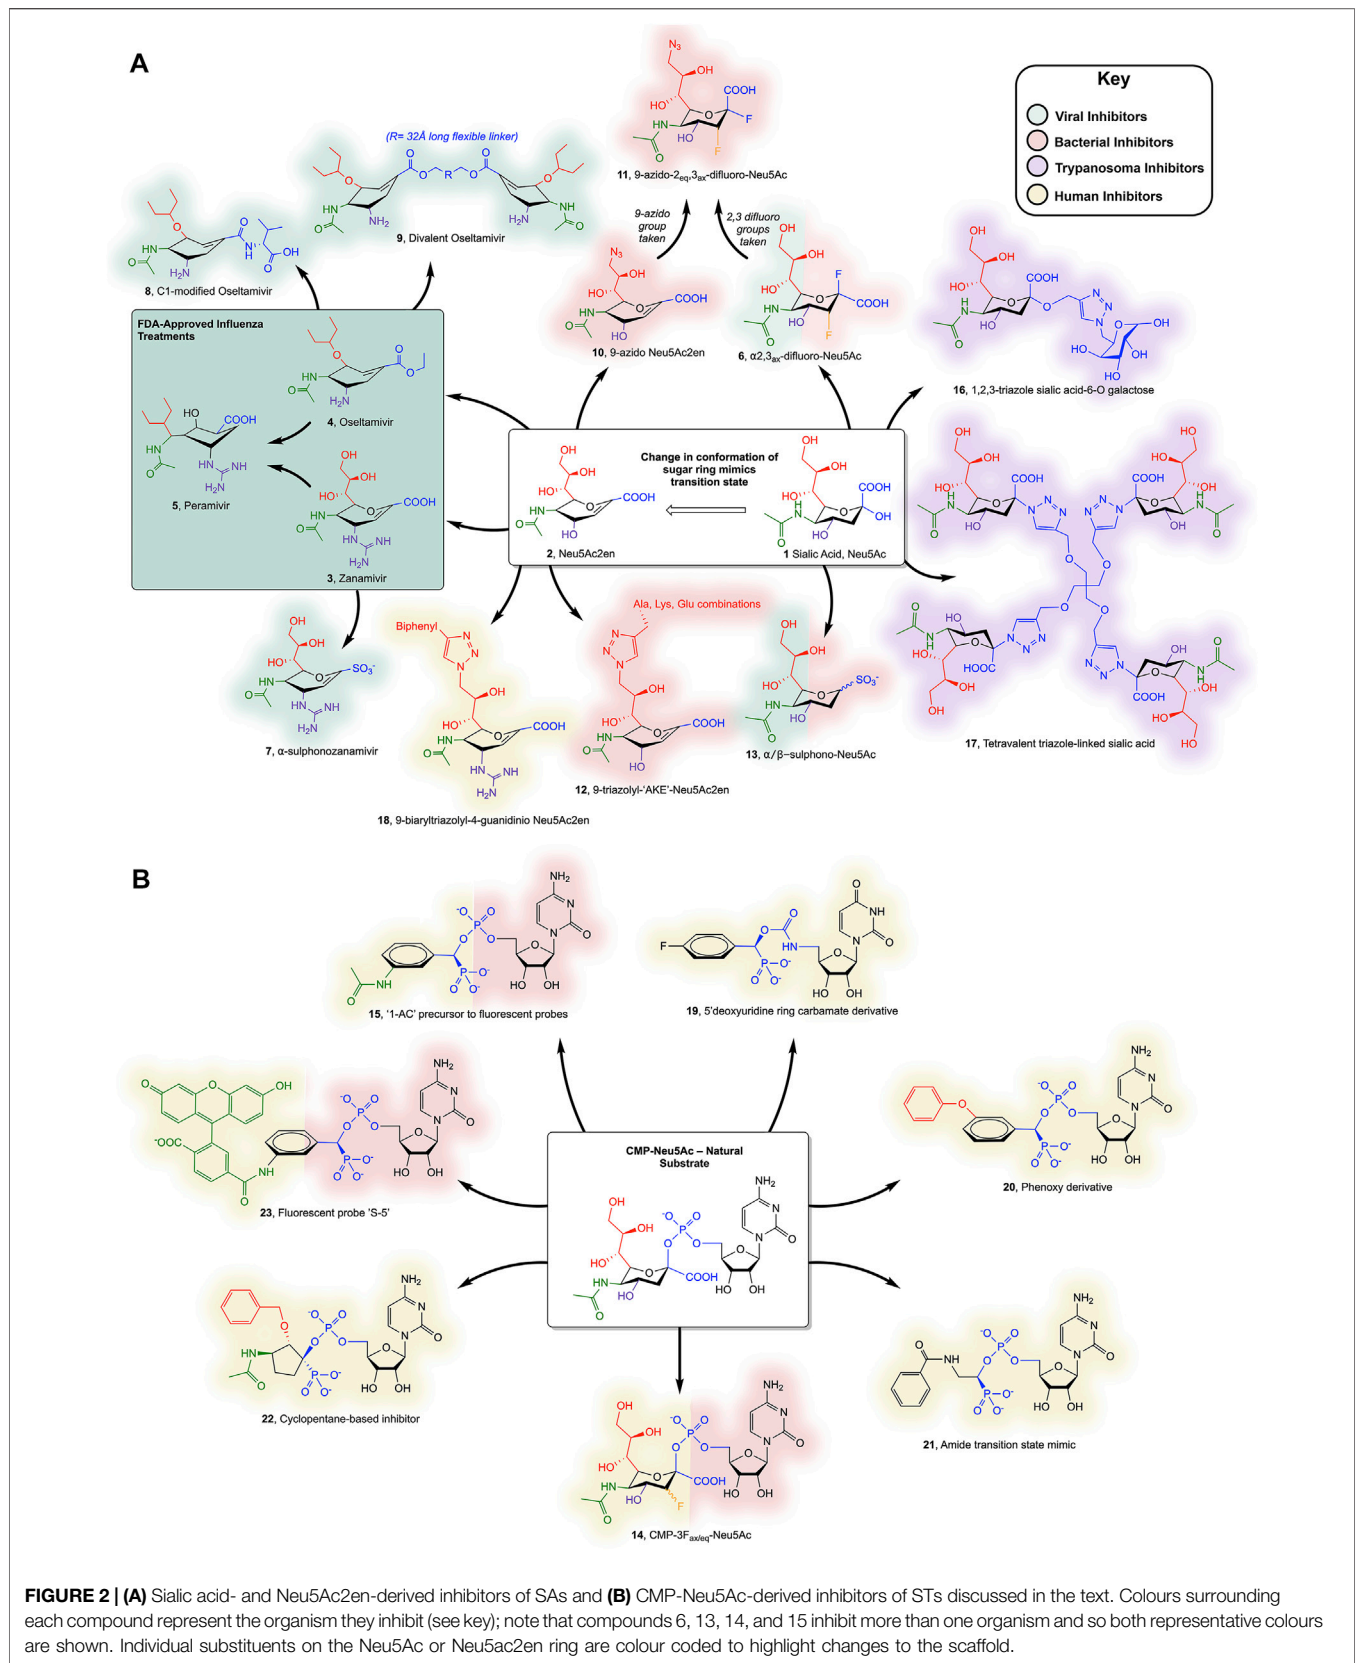 A
Key
Viral Inhibitors
Bacterial Inhibitors
Trypanosoma Inhibitors
Human Inhibitors
N₃
OH
HO
COOH
HN
O
HO
O
F
F
11, 9-azido-2eq,3ax-difluoro-Neu5Ac
(R= 32Å long flexible linker)
9, Divalent Oseltamivir
8, C1-modified Oseltamivir
9-azido
group
taken
2,3 difluoro
groups
taken
10, 9-azido Neu5Ac2en
6, α2,3ax-difluoro-Neu5Ac
16, 1,2,3-triazole sialic acid-6-O galactose
FDA-Approved Influenza
Treatments
4, Oseltamivir
5, Peramivir
3, Zanamivir
Change in conformation of
sugar ring mimics
transition state
2, Neu5Ac2en
1 Sialic Acid, Neu5Ac
Ala, Lys, Glu combinations
Biphenyl
SO₃⁻
7, α-sulphonozanamivir
18, 9-biaryltriazolyl-4-guanidinio Neu5Ac2en
12, 9-triazolyl-'AKE'-Neu5Ac2en
13, α/β–sulphono-Neu5Ac
17, Tetravalent triazole-linked sialic acid
B
15, '1-AC' precursor to fluorescent probes
19, 5'deoxyuridine ring carbamate derivative
23, Fluorescent probe 'S-5'
CMP-Neu5Ac – Natural
Substrate
20, Phenoxy derivative
22, Cyclopentane-based inhibitor
21, Amide transition state mimic
14, CMP-3Fax/eq-Neu5Ac
FIGURE 2 | (A) Sialic acid- and Neu5Ac2en-derived inhibitors of SAs and (B) CMP-Neu5Ac-derived inhibitors of STs discussed in the text. Colours surrounding
each compound represent the organism they inhibit (see key); note that compounds 6, 13, 14, and 15 inhibit more than one organism and so both representative colours
are shown. Individual substituents on the Neu5Ac or Neu5ac2en ring are colour coded to highlight changes to the scaffold.